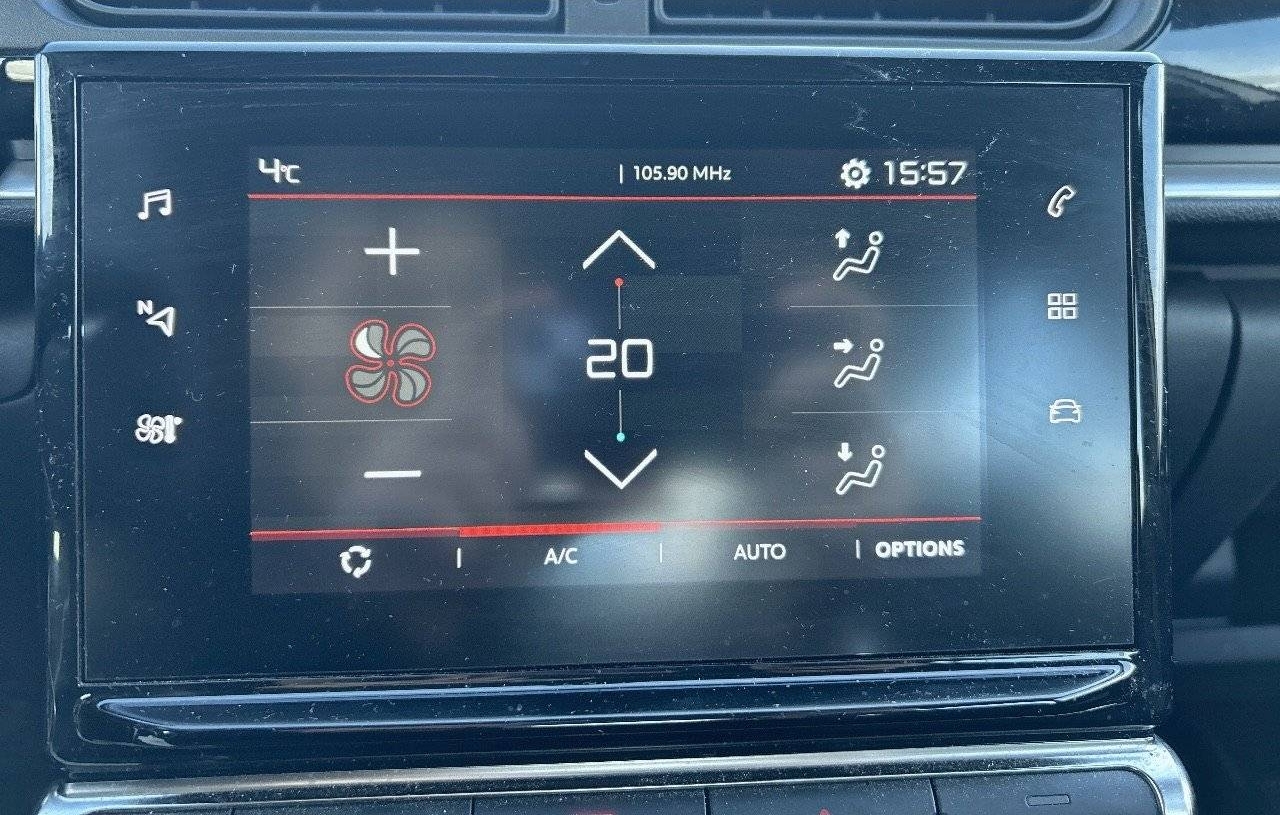 4°C
105.90 MHz
15:57
N
20
A/C
AUTO
OPTIONS